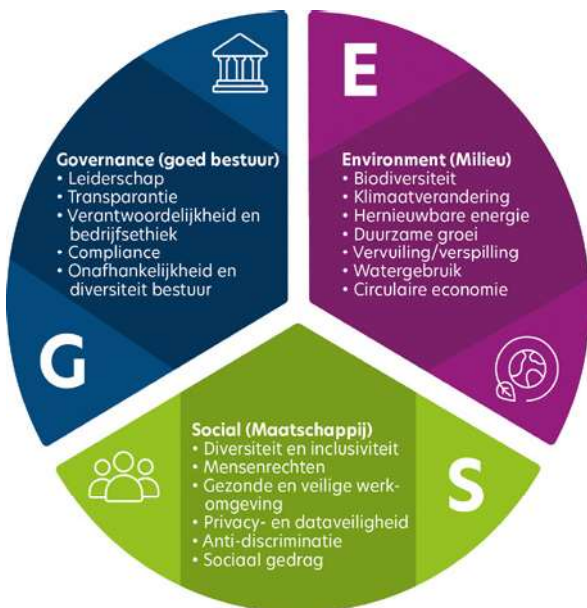 E
Environment (Milieu)
• Biodiversiteit
• Klimaatverandering
• Hernieuwbare energie
• Duurzame groei
• Vervuiling/verspilling
• Watergebruik
• Circulaire economie
S
Social (Maatschappij)
• Diversiteit en inclusiviteit
• Mensenrechten
• Gezonde en veilige werk-
omgeving
• Privacy- en dataveiligheid
• Anti-discriminatie
• Sociaal gedrag
G
Governance (goed bestuur)
• Leiderschap
• Transparantie
• Verantwoordelijkheid en
bedrijfsethiek
• Compliance
• Onafhankelijkheid en
diversiteit bestuur